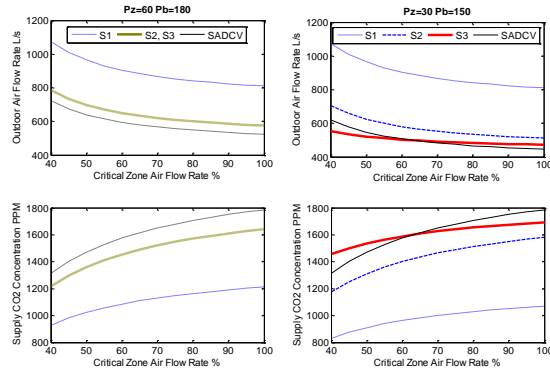 Pz=60 Pb=180
Outdoor Air Flow Rate L/s
1200
1000
800
600
400
S1 S2, S3 SADCV
40 50 60 70 80 90 100
Critical Zone Air Flow Rate %
Pz=30 Pb=150
Outdoor Air Flow Rate L/s
1200
1000
800
600
400
S1 S2 S3 SADCV
40 50 60 70 80 90 100
Critical Zone Air Flow Rate %
Supply CO2 Concentration PPM
1800
1600
1400
1200
1000
800
40 50 60 70 80 90 100
Critical Zone Air Flow Rate %
Supply CO2 Concentration PPM
1800
1600
1400
1200
1000
800
40 50 60 70 80 90 100
Critical Zone Air Flow Rate %